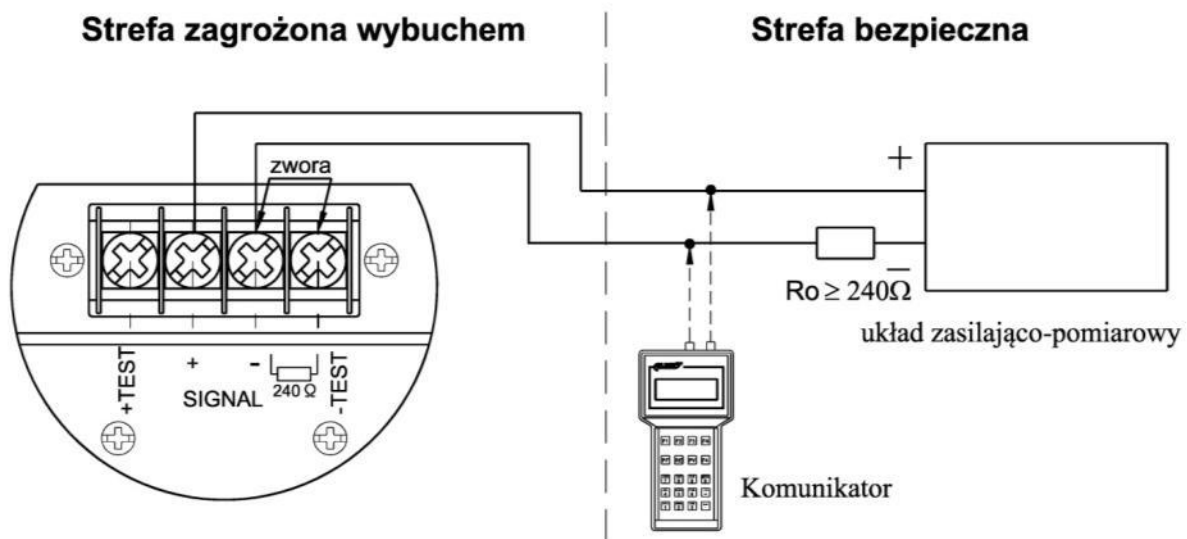 Strefa zagrożona wybuchem
Strefa bezpieczna
zwora
+
−
Ro ≥ 240Ω
układ zasilająco-pomiarowy
+TEST
+
-
SIGNAL
240 Ω
-TEST
Komunikator